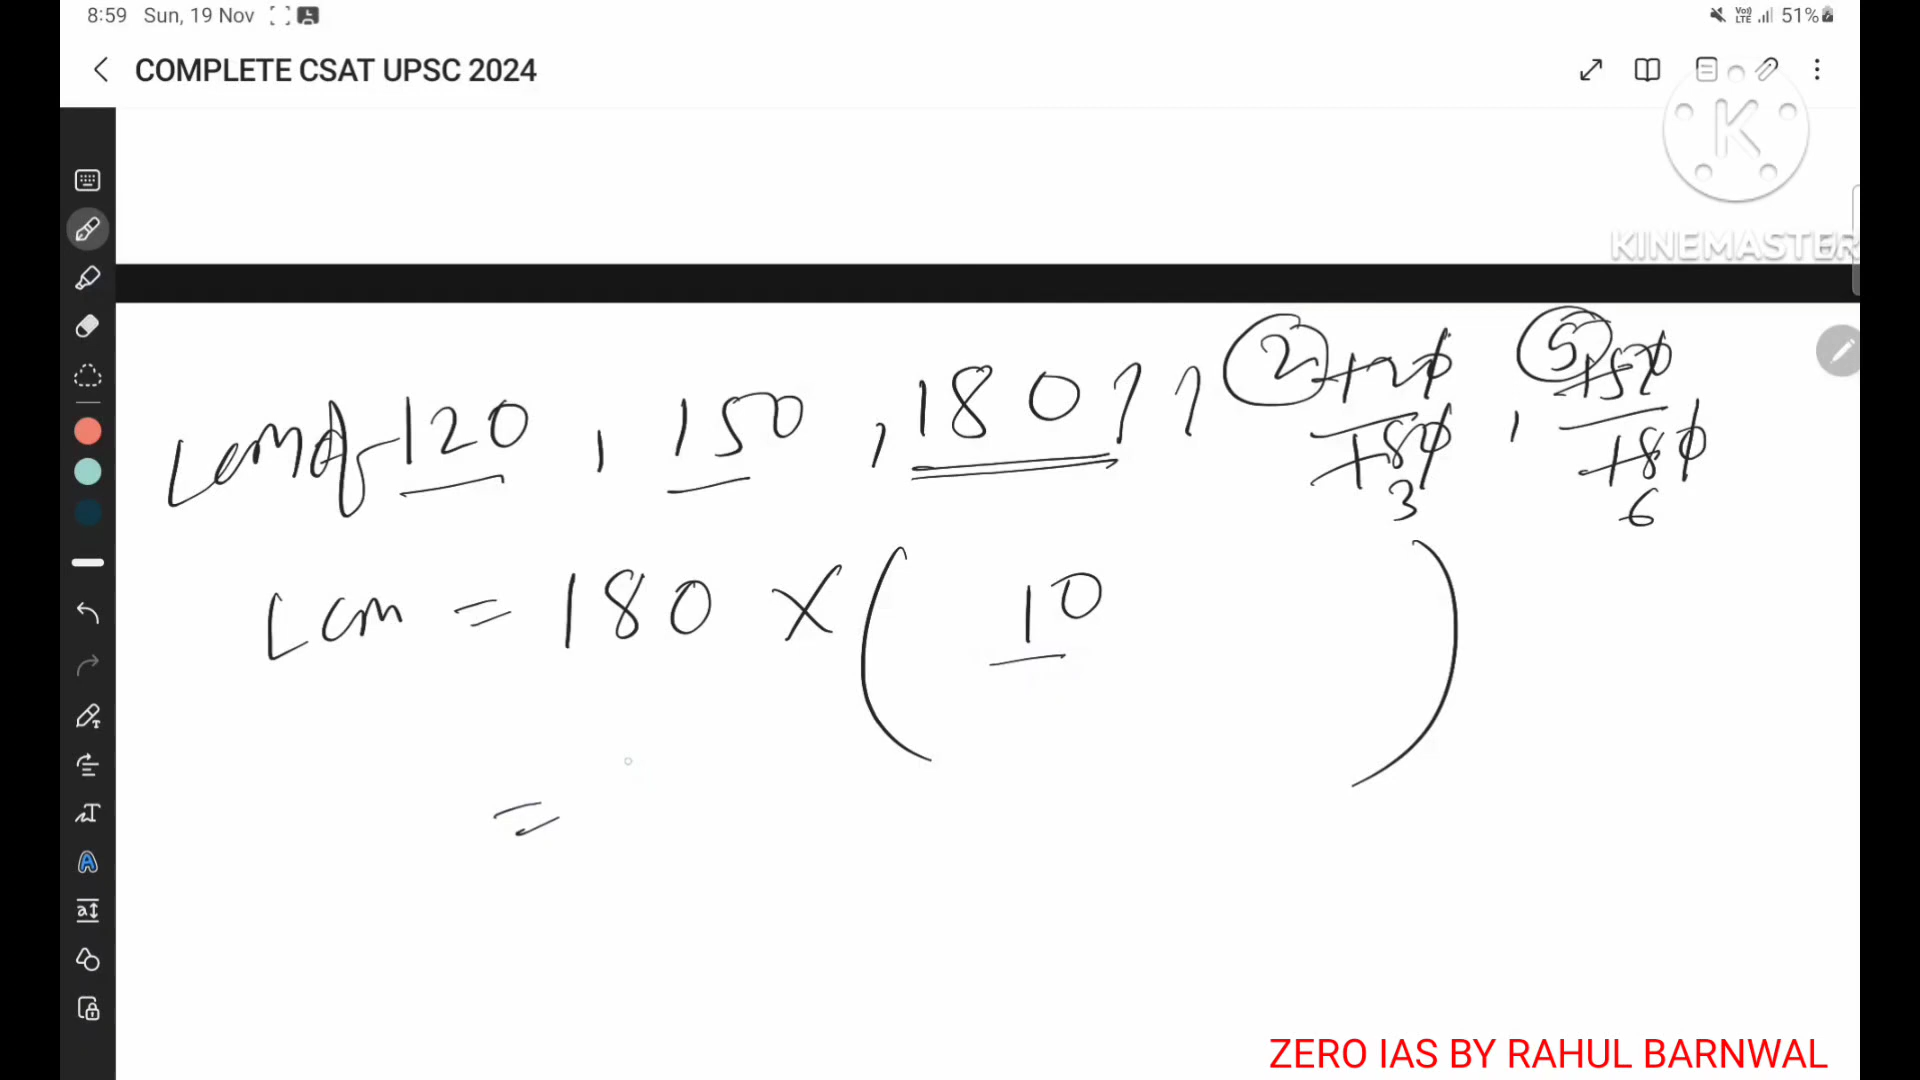 8:59 Sun, 19 Nov
51%
COMPLETE CSAT UPSC 2024
K
KINEMASTER
LCM of 120, 150, 180?? 2 120/180 3, 5 150/180 6
LCM = 180 × ( 10 )
=
ZERO IAS BY RAHUL BARNWAL